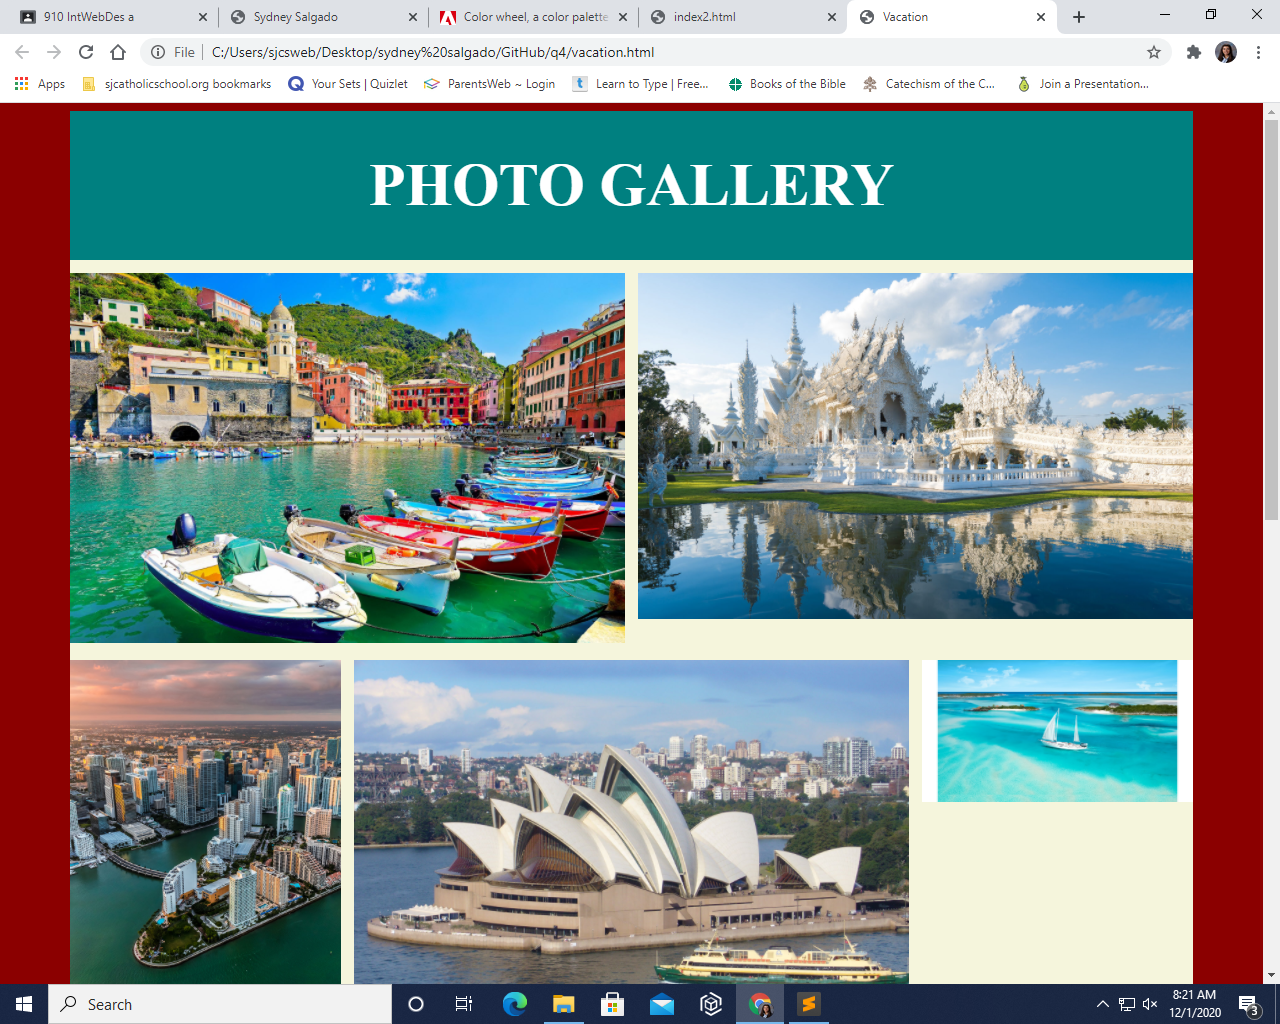 910 IntWebDes a
Sydney Salgado
Color wheel, a color palette
index2.html
Vacation
File
C:/Users/sjcsweb/Desktop/sydney%20salgado/GitHub/q4/vacation.html
Apps
sjcatholicschool.org bookmarks
Q
Your Sets | Quizlet
ParentsWeb ~ Login
t
Learn to Type | Free...
Books of the Bible
Catechism of the C...
Join a Presentation...
PHOTO GALLERY
Search
8:21 AM
12/1/2020
3